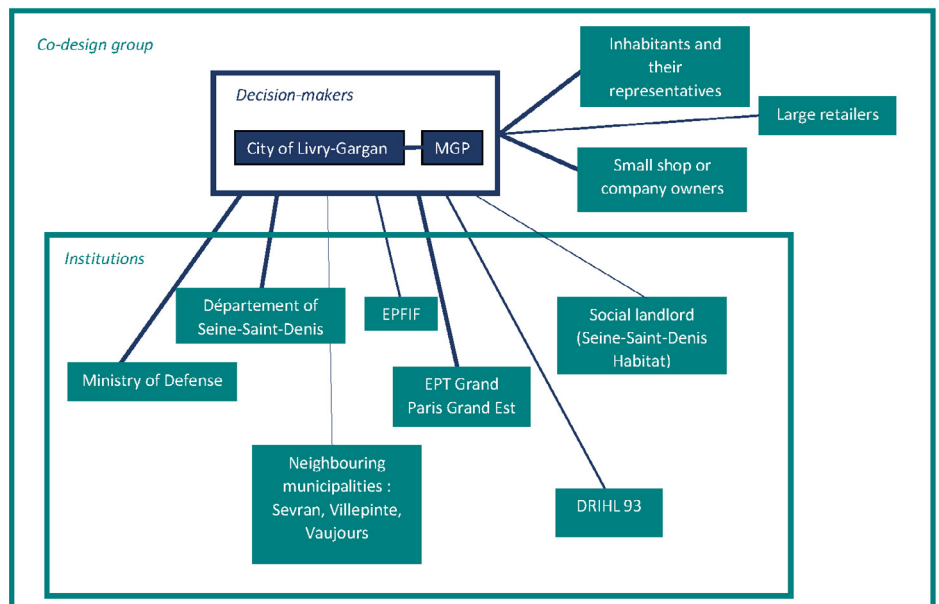 Co-design group
Decision-makers
City of Livry-Gargan
MGP
Inhabitants and
their
representatives
Large retailers
Small shop or
company owners
Institutions
Département of
Seine-Saint-Denis
EPFIF
Social landlord
(Seine-Saint-Denis
Habitat)
Ministry of Defense
EPT Grand
Paris Grand Est
Neighbouring
municipalities :
Sevran, Villepinte,
Vaujours
DRIHL 93